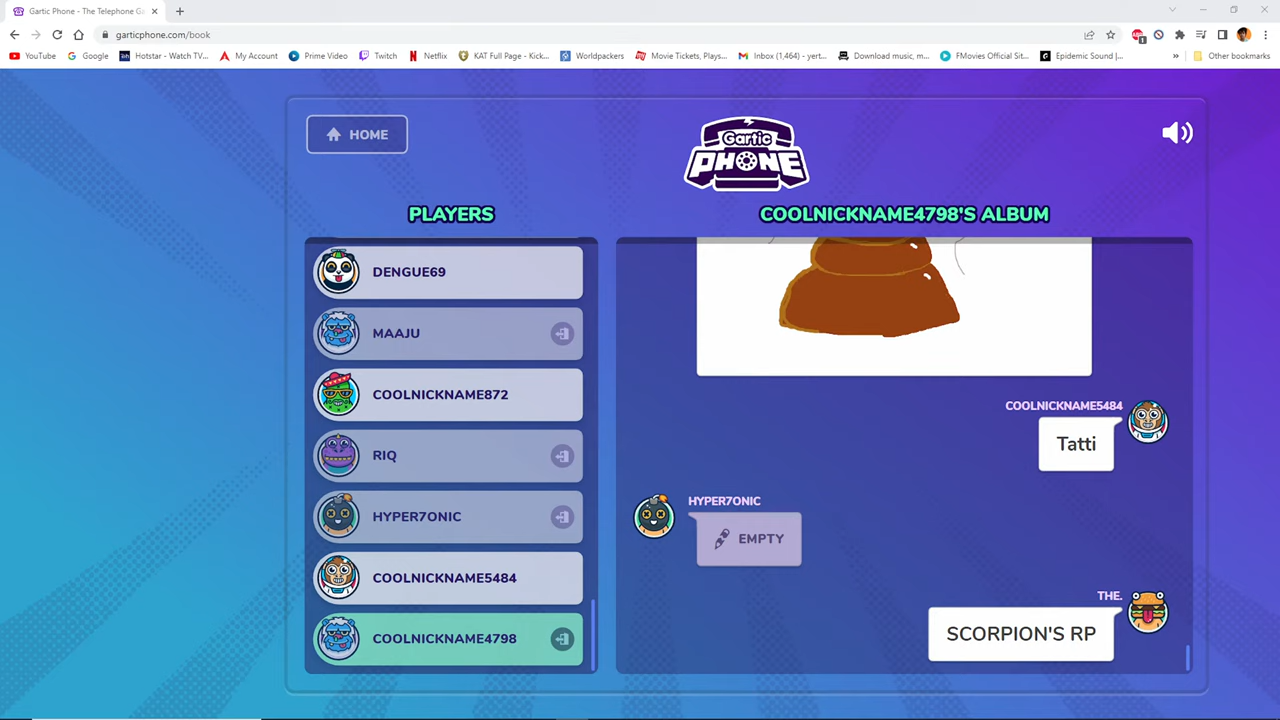 Gartic Phone - The Telephone Ga
garticphone.com/book
1
YouTube
Google
Hotstar - Watch TV...
My Account
Prime Video
Twitch
Netflix
KAT Full Page - Kick...
Worldpackers
Movie Tickets, Play...
Inbox (1,464) - yert...
Download music, m...
FMovies Official Sit...
Epidemic Sound |...
»
Other bookmarks
HOME
Gartic
PHONE
PLAYERS
COOLNICKNAME4798'S ALBUM
DENGUE69
MAAJU
COOLNICKNAME872
RIQ
HYPER7ONIC
COOLNICKNAME5484
COOLNICKNAME4798
COOLNICKNAME5484
Tatti
HYPER7ONIC
EMPTY
THE.
SCORPION'S RP